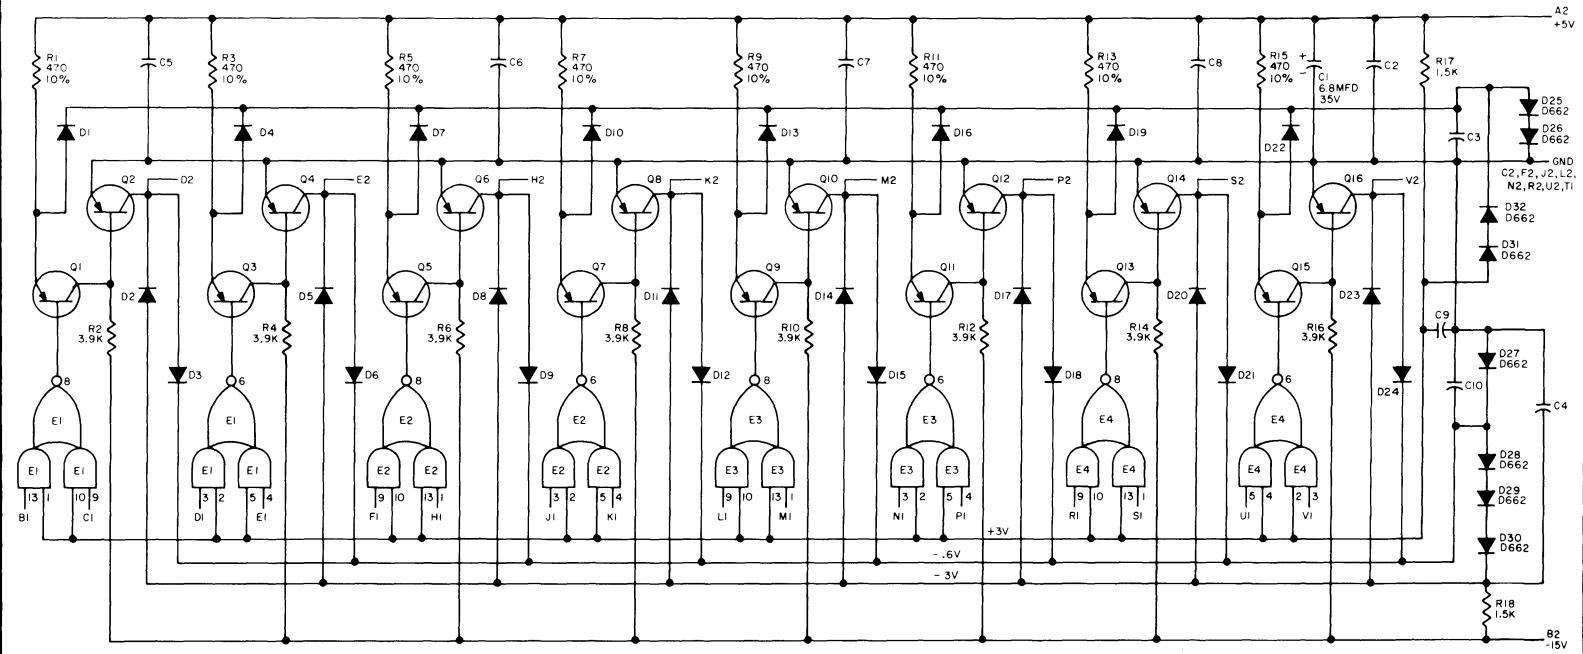 A2
+5V
R1
470
10%
C5
R3
470
10%
R5
470
10%
C6
R7
470
10%
R9
470
10%
C7
R11
470
10%
R13
470
10%
C8
R15
470
10%
+
-
C1
6.8MFD
35V
C2
R17
1.5K
D25
D662
D26
D662
D1
D4
D7
D10
D13
D16
D19
D22
C3
GND
C2,F2,J2,L2,
N2,R2,U2,T1
Q2
D2
Q4
E2
Q6
H2
Q8
K2
Q10
M2
Q12
P2
Q14
S2
Q16
V2
D32
D662
D31
D662
Q1
Q3
Q5
Q7
Q9
Q11
Q13
Q15
D2
D5
D8
D11
D14
D17
D20
D23
R2
3.9K
R4
3.9K
R6
3.9K
R8
3.9K
R10
3.9K
R12
3.9K
R14
3.9K
R16
3.9K
C9
D27
D662
8
D3
6
D6
8
D9
6
D12
8
D15
6
D18
8
D21
6
D24
C10
C4
E1
E1
E2
E2
E3
E3
E4
E4
E1
E1
E1
E1
E2
E2
E2
E2
E3
E3
E3
E3
E4
E4
E4
E4
D28
D662
D29
D662
13
1
10
9
3
2
5
4
9
10
13
1
3
2
5
4
9
10
13
1
3
2
5
4
9
10
13
1
5
4
2
3
B1
C1
D1
E1
F1
H1
J1
K1
L1
M1
N1
P1
R1
S1
U1
V1
+3V
D30
D662
-.6V
-3V
R18
1.5K
B2
-15V